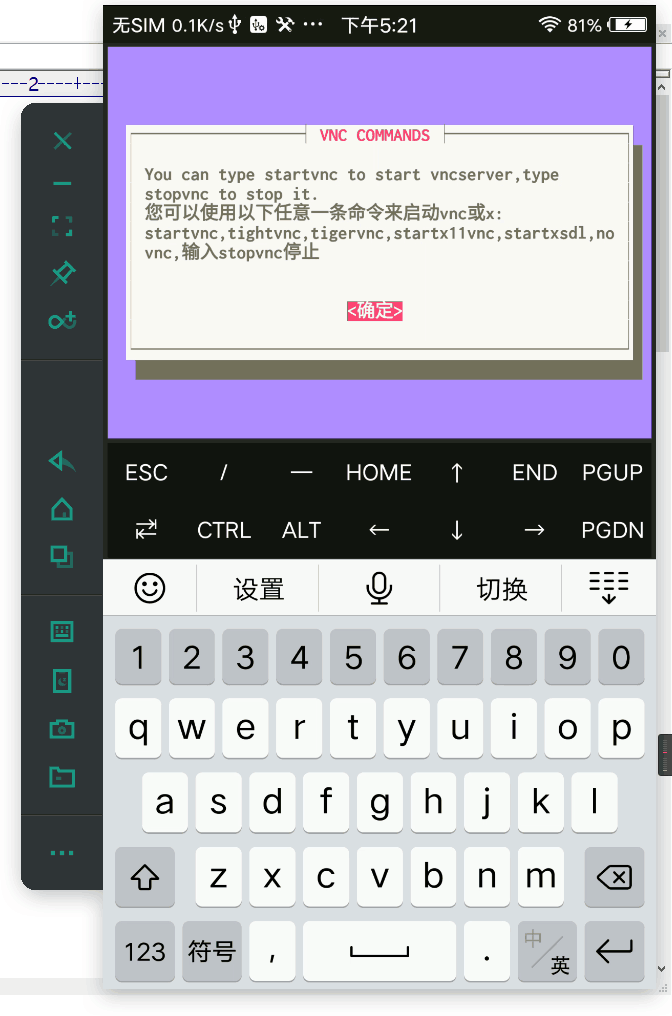 2
无SIM 0.1K/s 下午5:21 81%
VNC COMMANDS
You can type startvnc to start vncserver,type
stopvnc to stop it.
您可以使用以下任意一条命令来启动vnc或x:
startvnc,tightvnc,tigervnc,startx11vnc,startxsdl,no
vnc,输入stopvnc停止
<确定>
ESC / — HOME ↑ END PGUP
⇄ CTRL ALT ← ↓ → PGDN
设置 切换
1 2 3 4 5 6 7 8 9 0
q w e r t y u i o p
a s d f g h j k l
z x c v b n m
123 符号 , . 中/英